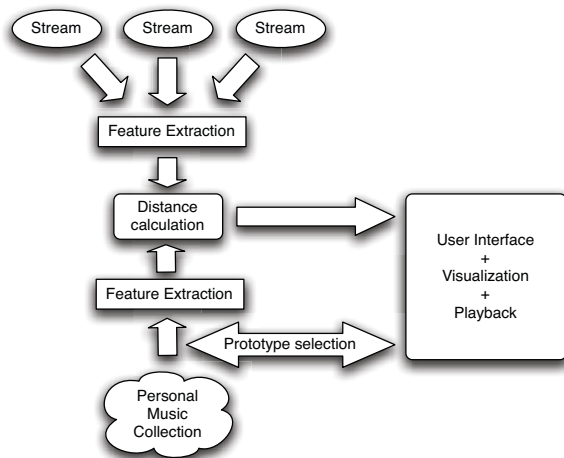 Stream Stream Stream
Feature Extraction
Distance
calculation
User Interface
+
Visualization
+
Playback
Feature Extraction
Prototype selection
Personal
Music
Collection